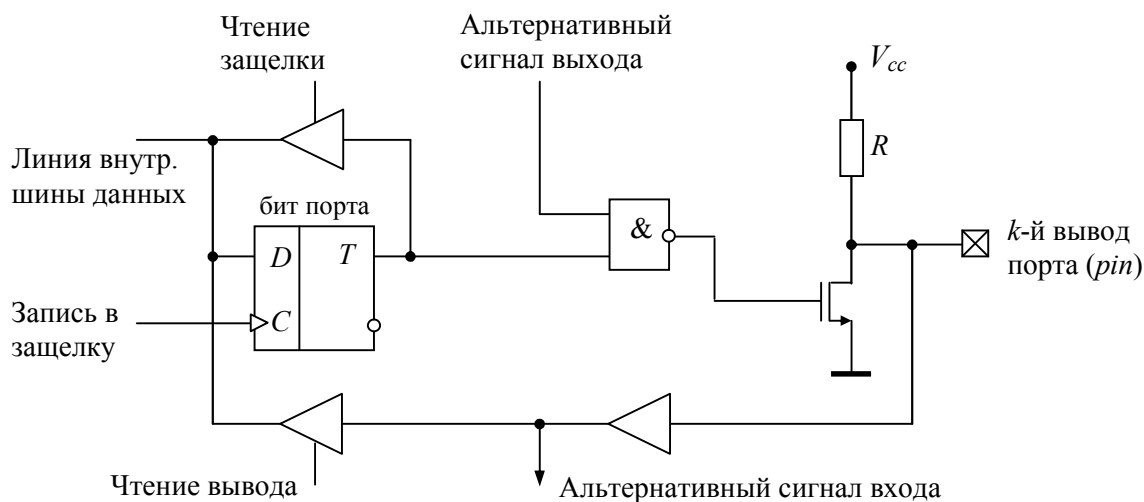 Чтение
защелки
Альтернативный
сигнал выхода
Vcc
Линия внутр.
шины данных
R
бит порта
&
D T
k-й вывод
порта (pin)
Запись в
защелку
C
Чтение вывода
Альтернативный сигнал входа